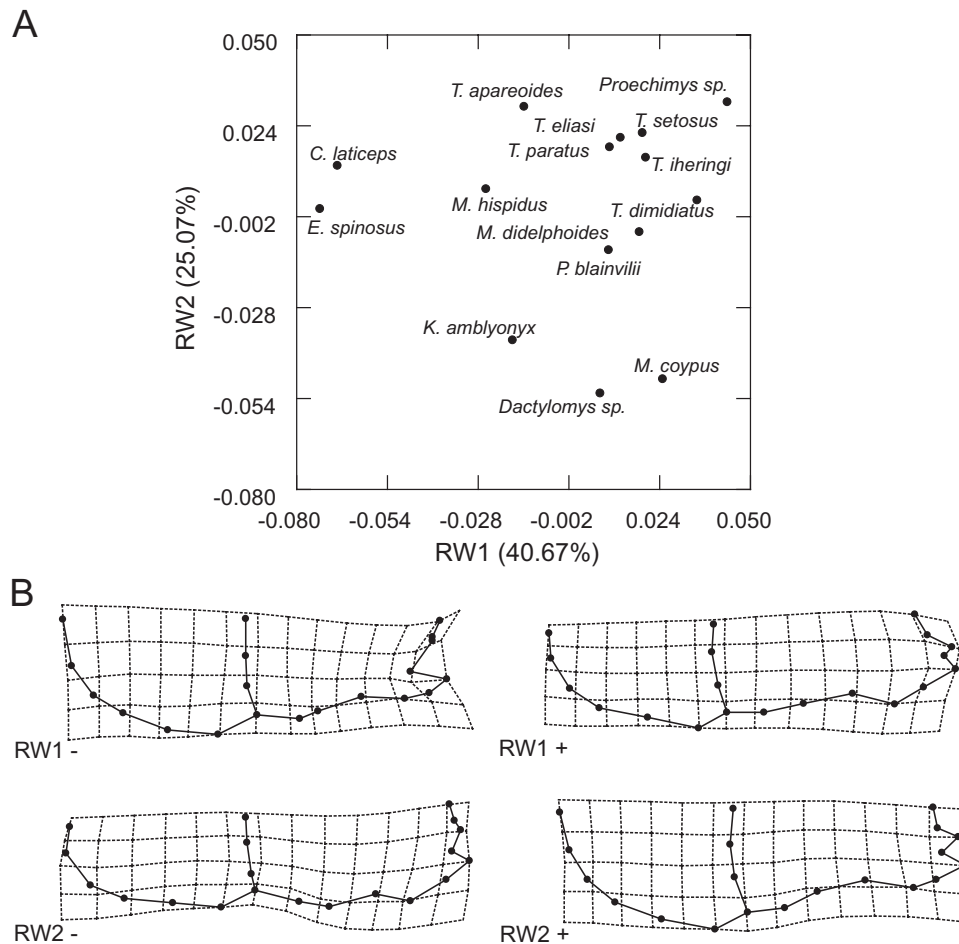 A
0.050
0.024
-0.002
-0.028
-0.054
-0.080
RW2 (25.07%)
T. apareoides
Proechimys sp.
T. eliasi
T. setosus
C. laticeps
T. paratus
T. iheringi
M. hispidus
T. dimidiatus
E. spinosus
M. didelphoides
P. blainvilii
K. amblyonyx
M. coypus
Dactylomys sp.
-0.080 -0.054 -0.028 -0.002 0.024 0.050
RW1 (40.67%)
B
RW1 -
RW1 +
RW2 -
RW2 +